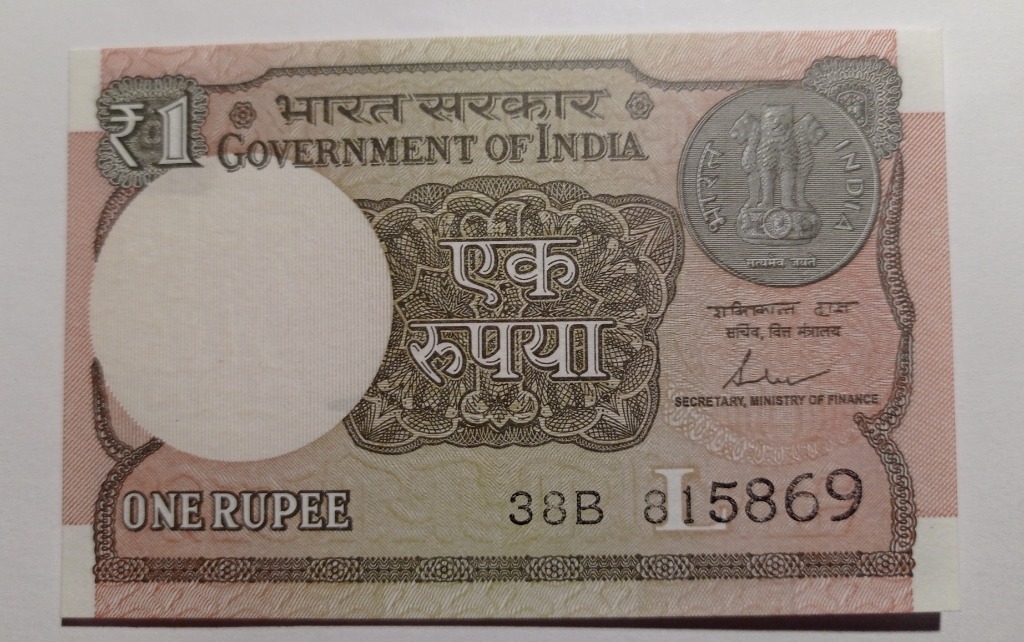 ₹1
भारत सरकार
GOVERNMENT OF INDIA
भारत
INDIA
सत्यमेव जयते
एक
रुपया
शक्तिकान्त दास
सचिव, वित्त मंत्रालय
SECRETARY, MINISTRY OF FINANCE
ONE RUPEE
L
38B 815869